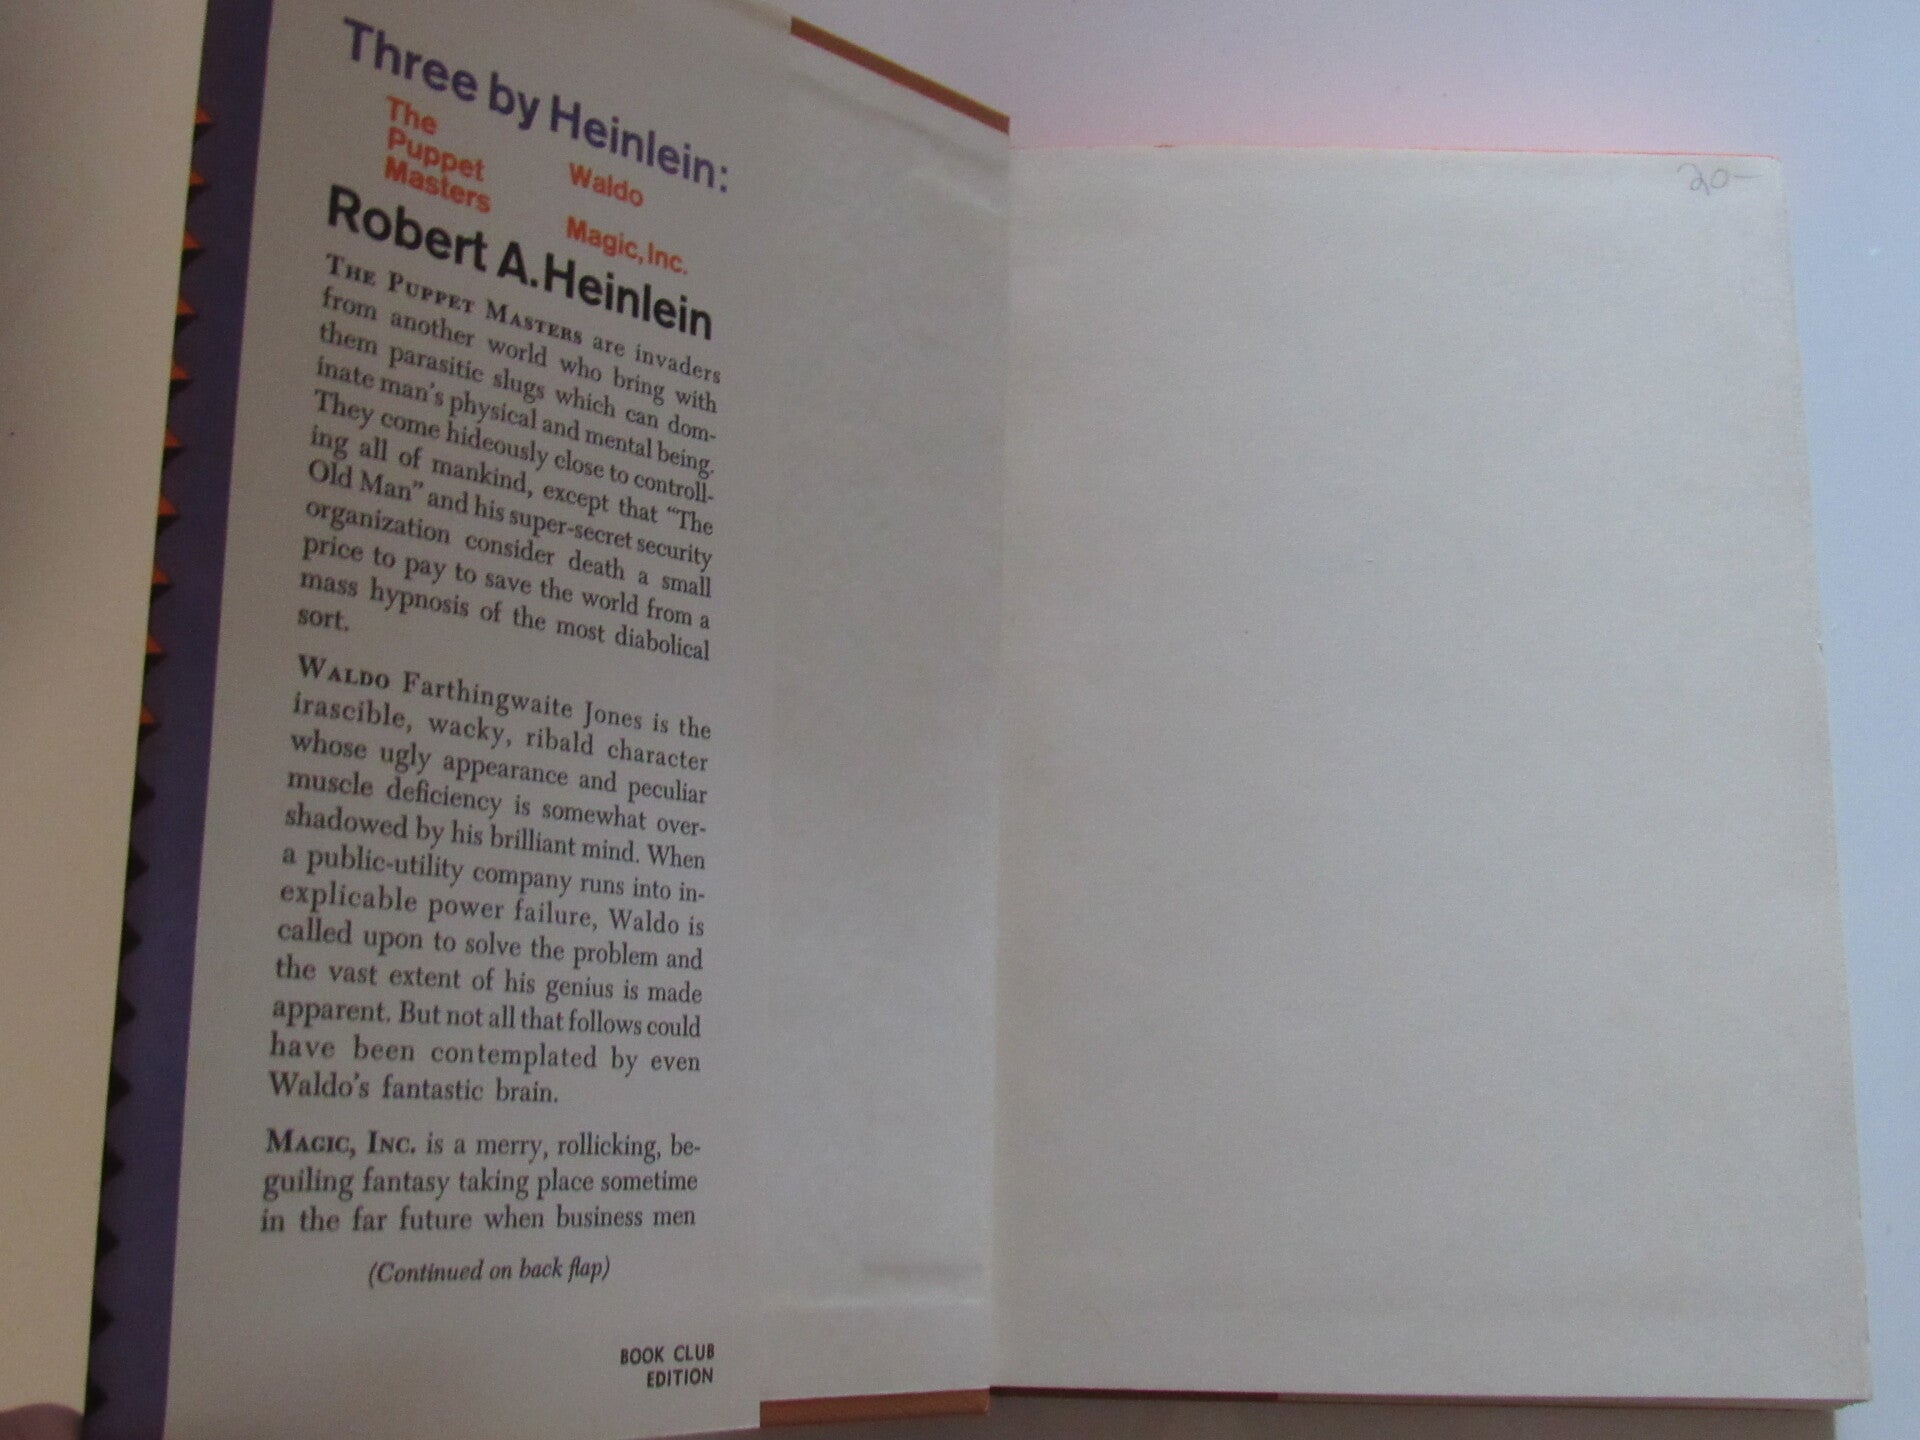 Three by Heinlein:
The
Puppet
Masters
Waldo
Magic, Inc.
Robert A. Heinlein
THE PUPPET MASTERS are invaders
from another world who bring with
them parasitic slugs which can dom-
inate man's physical and mental being.
They come hideously close to controll-
ing all of mankind, except that “The
Old Man” and his super-secret security
organization consider death a small
price to pay to save the world from a
mass hypnosis of the most diabolical
sort.
WALDO Farthingwaite Jones is the
irascible, wacky, ribald character
whose ugly appearance and peculiar
muscle deficiency is somewhat over-
shadowed by his brilliant mind. When
a public-utility company runs into in-
explicable power failure, Waldo is
called upon to solve the problem and
the vast extent of his genius is made
apparent. But not all that follows could
have been contemplated by even
Waldo's fantastic brain.
MAGIC, INC. is a merry, rollicking, be-
guiling fantasy taking place sometime
in the far future when business men
(Continued on back flap)
BOOK CLUB
EDITION
20-